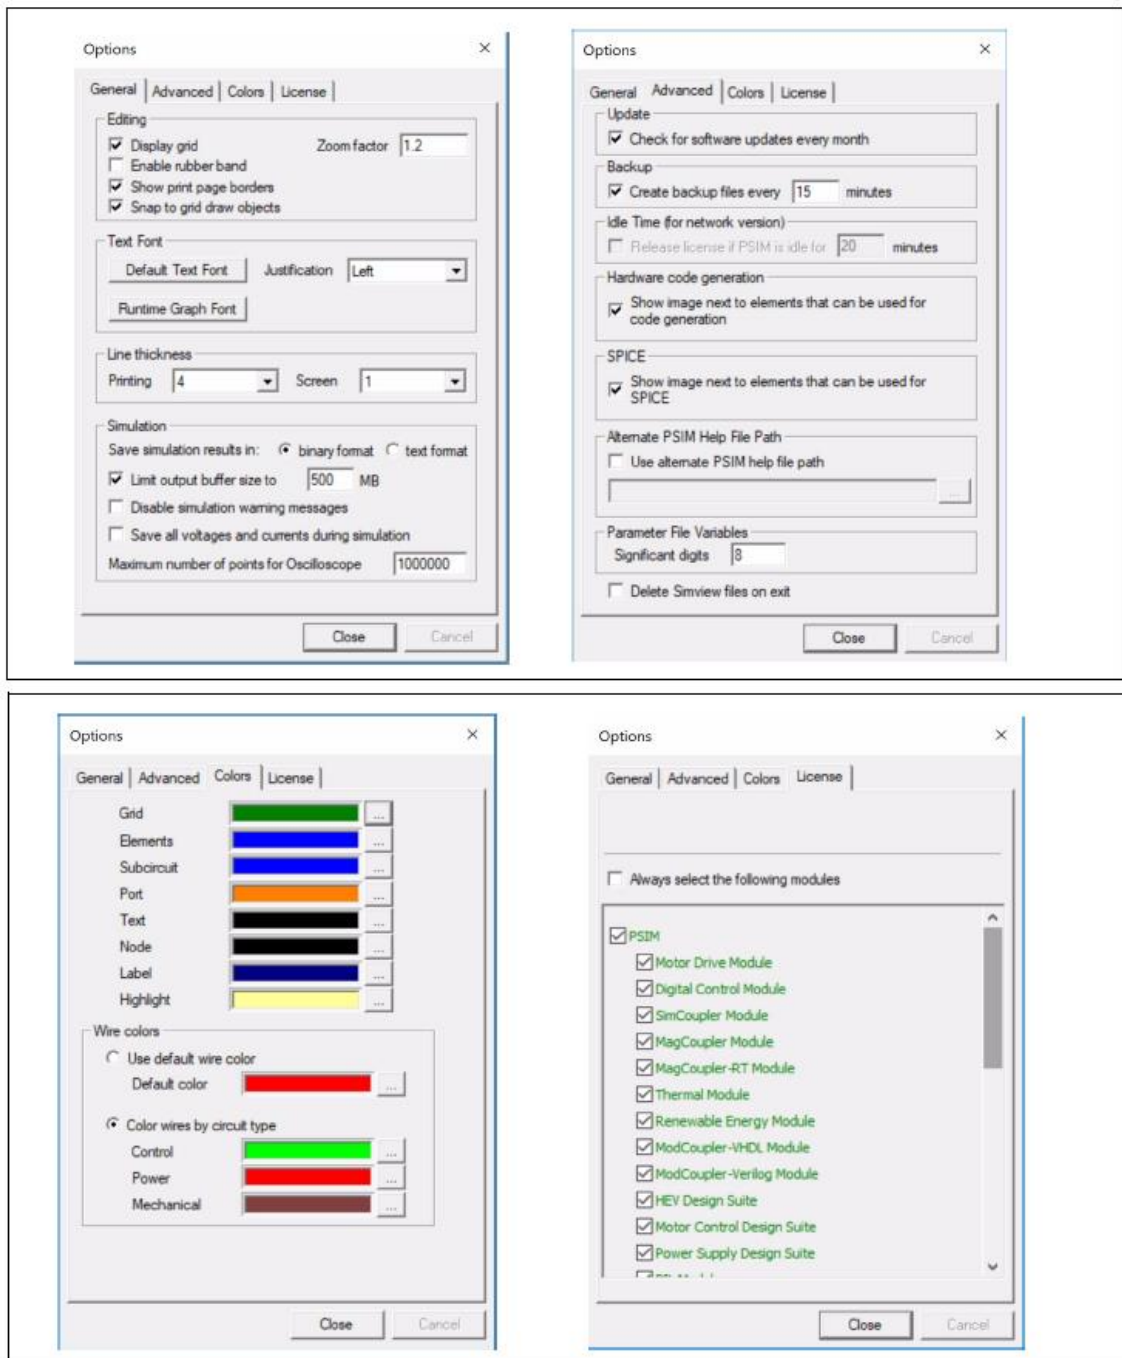 Options
General Advanced Colors License
Editing
Display grid Zoom factor 1.2
Enable rubber band
Show print page borders
Snap to grid draw objects
Text Font
Default Text Font Justification Left
Runtime Graph Font
Line thickness
Printing 4 Screen 1
Simulation
Save simulation results in: binary format text format
Limit output buffer size to 500 MB
Disable simulation warning messages
Save all voltages and currents during simulation
Maximum number of points for Oscilloscope 1000000
Close Cancel
Options
General Advanced Colors License
Update
Check for software updates every month
Backup
Create backup files every 15 minutes
Idle Time (for network version)
Release license if PSIM is idle for 20 minutes
Hardware code generation
Show image next to elements that can be used for
code generation
SPICE
Show image next to elements that can be used for
SPICE
Alternate PSIM Help File Path
Use alternate PSIM help file path
...
Parameter File Variables
Significant digits 8
Delete Simview files on exit
Close Cancel
Options
General Advanced Colors License
Grid ...
Elements ...
Subcircuit ...
Port ...
Text ...
Node ...
Label ...
Highlight ...
Wire colors
Use default wire color
Default color ...
Color wires by circuit type
Control ...
Power ...
Mechanical ...
Close Cancel
Options
General Advanced Colors License
Always select the following modules
PSIM
Motor Drive Module
Digital Control Module
SimCoupler Module
MagCoupler Module
MagCoupler-RT Module
Thermal Module
Renewable Energy Module
ModCoupler-VHDL Module
ModCoupler-Verilog Module
HEV Design Suite
Motor Control Design Suite
Power Supply Design Suite
Close Cancel